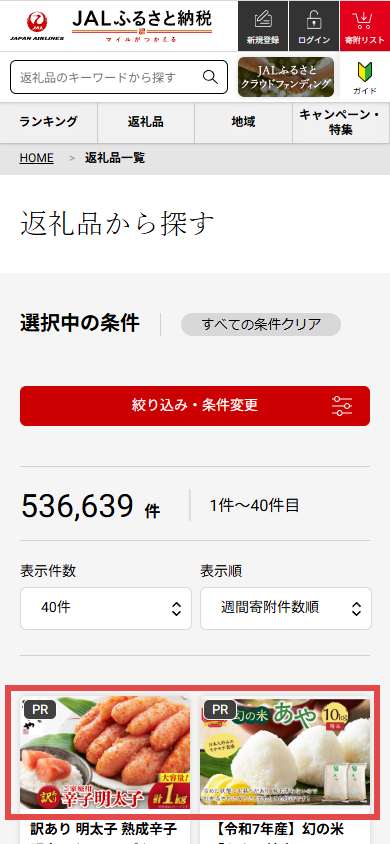 JAPAN AIRLINES
JALふるさと納税
マイルがつかえる
新規登録
ログイン
寄附リスト
返礼品のキーワードから探す
JALふるさと
クラウドファンディング
ガイド
ランキング
返礼品
地域
キャンペーン・
特集
HOME > 返礼品一覧
返礼品から探す
選択中の条件
すべての条件クリア
絞り込み・条件変更
536,639 件
1件〜40件目
表示件数
表示順
40件
週間寄附件数順
PR
大容量!
訳あり
ご家庭用
辛子明太子
計1kg
訳あり 明太子 熟成辛子
PR
幻の米 あや
10kg
【令和7年産】幻の米